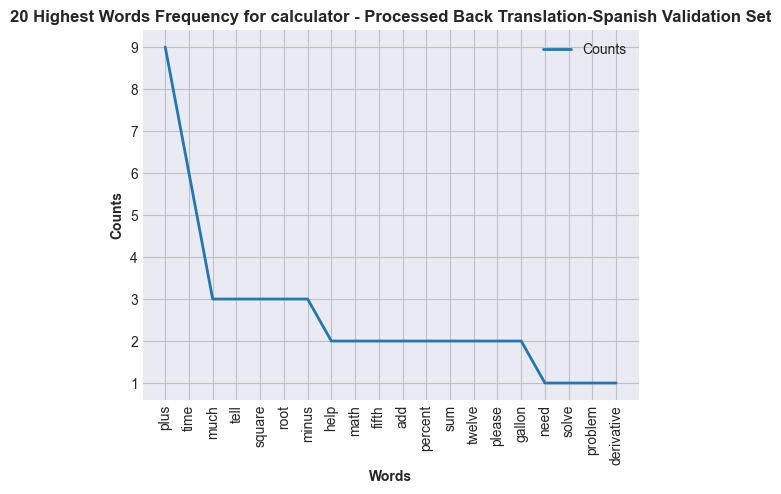 20 Highest Words Frequency for calculator - Processed Back Translation-Spanish Validation Set
Counts
9
8
7
6
5
4
3
2
1
Counts
plus
time
much
tell
square
root
minus
help
math
fifth
add
percent
sum
twelve
please
gallon
need
solve
problem
derivative
Words